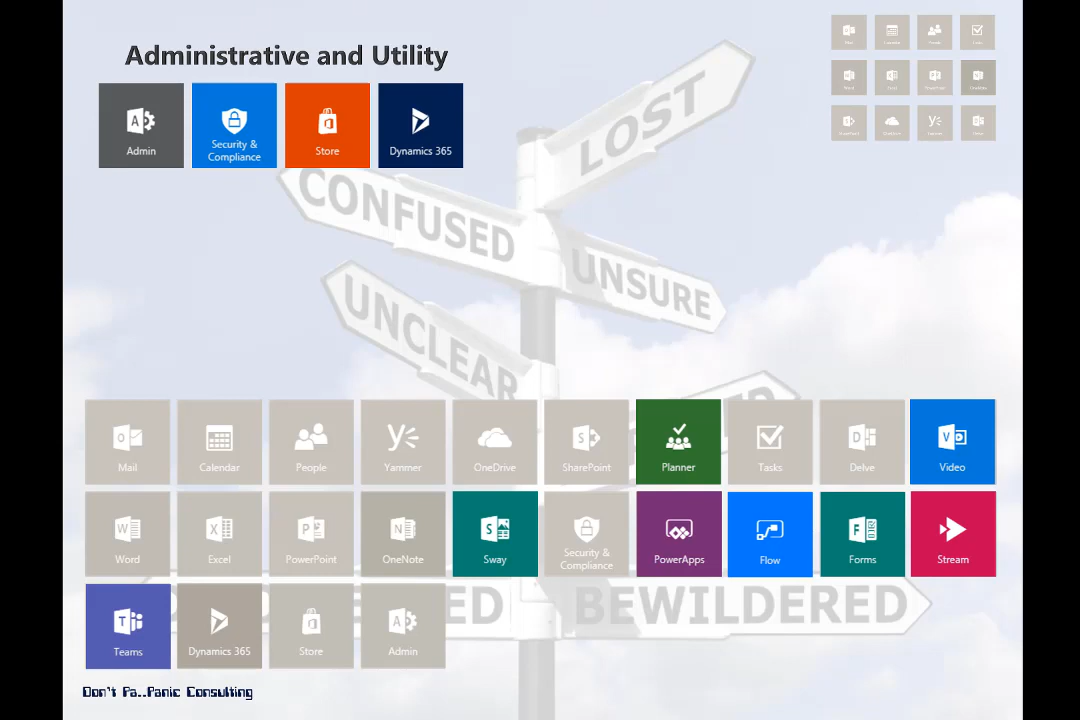 Administrative and Utility
Admin
Security &
Compliance
Store
Dynamics 365
LOST
CONFUSED
UNSURE
UNCLEAR
Mail
Calendar
People
Yammer
OneDrive
SharePoint
Planner
Tasks
Delve
Video
Word
Excel
PowerPoint
OneNote
Sway
Security &
Compliance
PowerApps
Flow
Forms
Stream
BEWILDERED
Teams
Dynamics 365
Store
Admin
Don't Pa..Panic Consulting